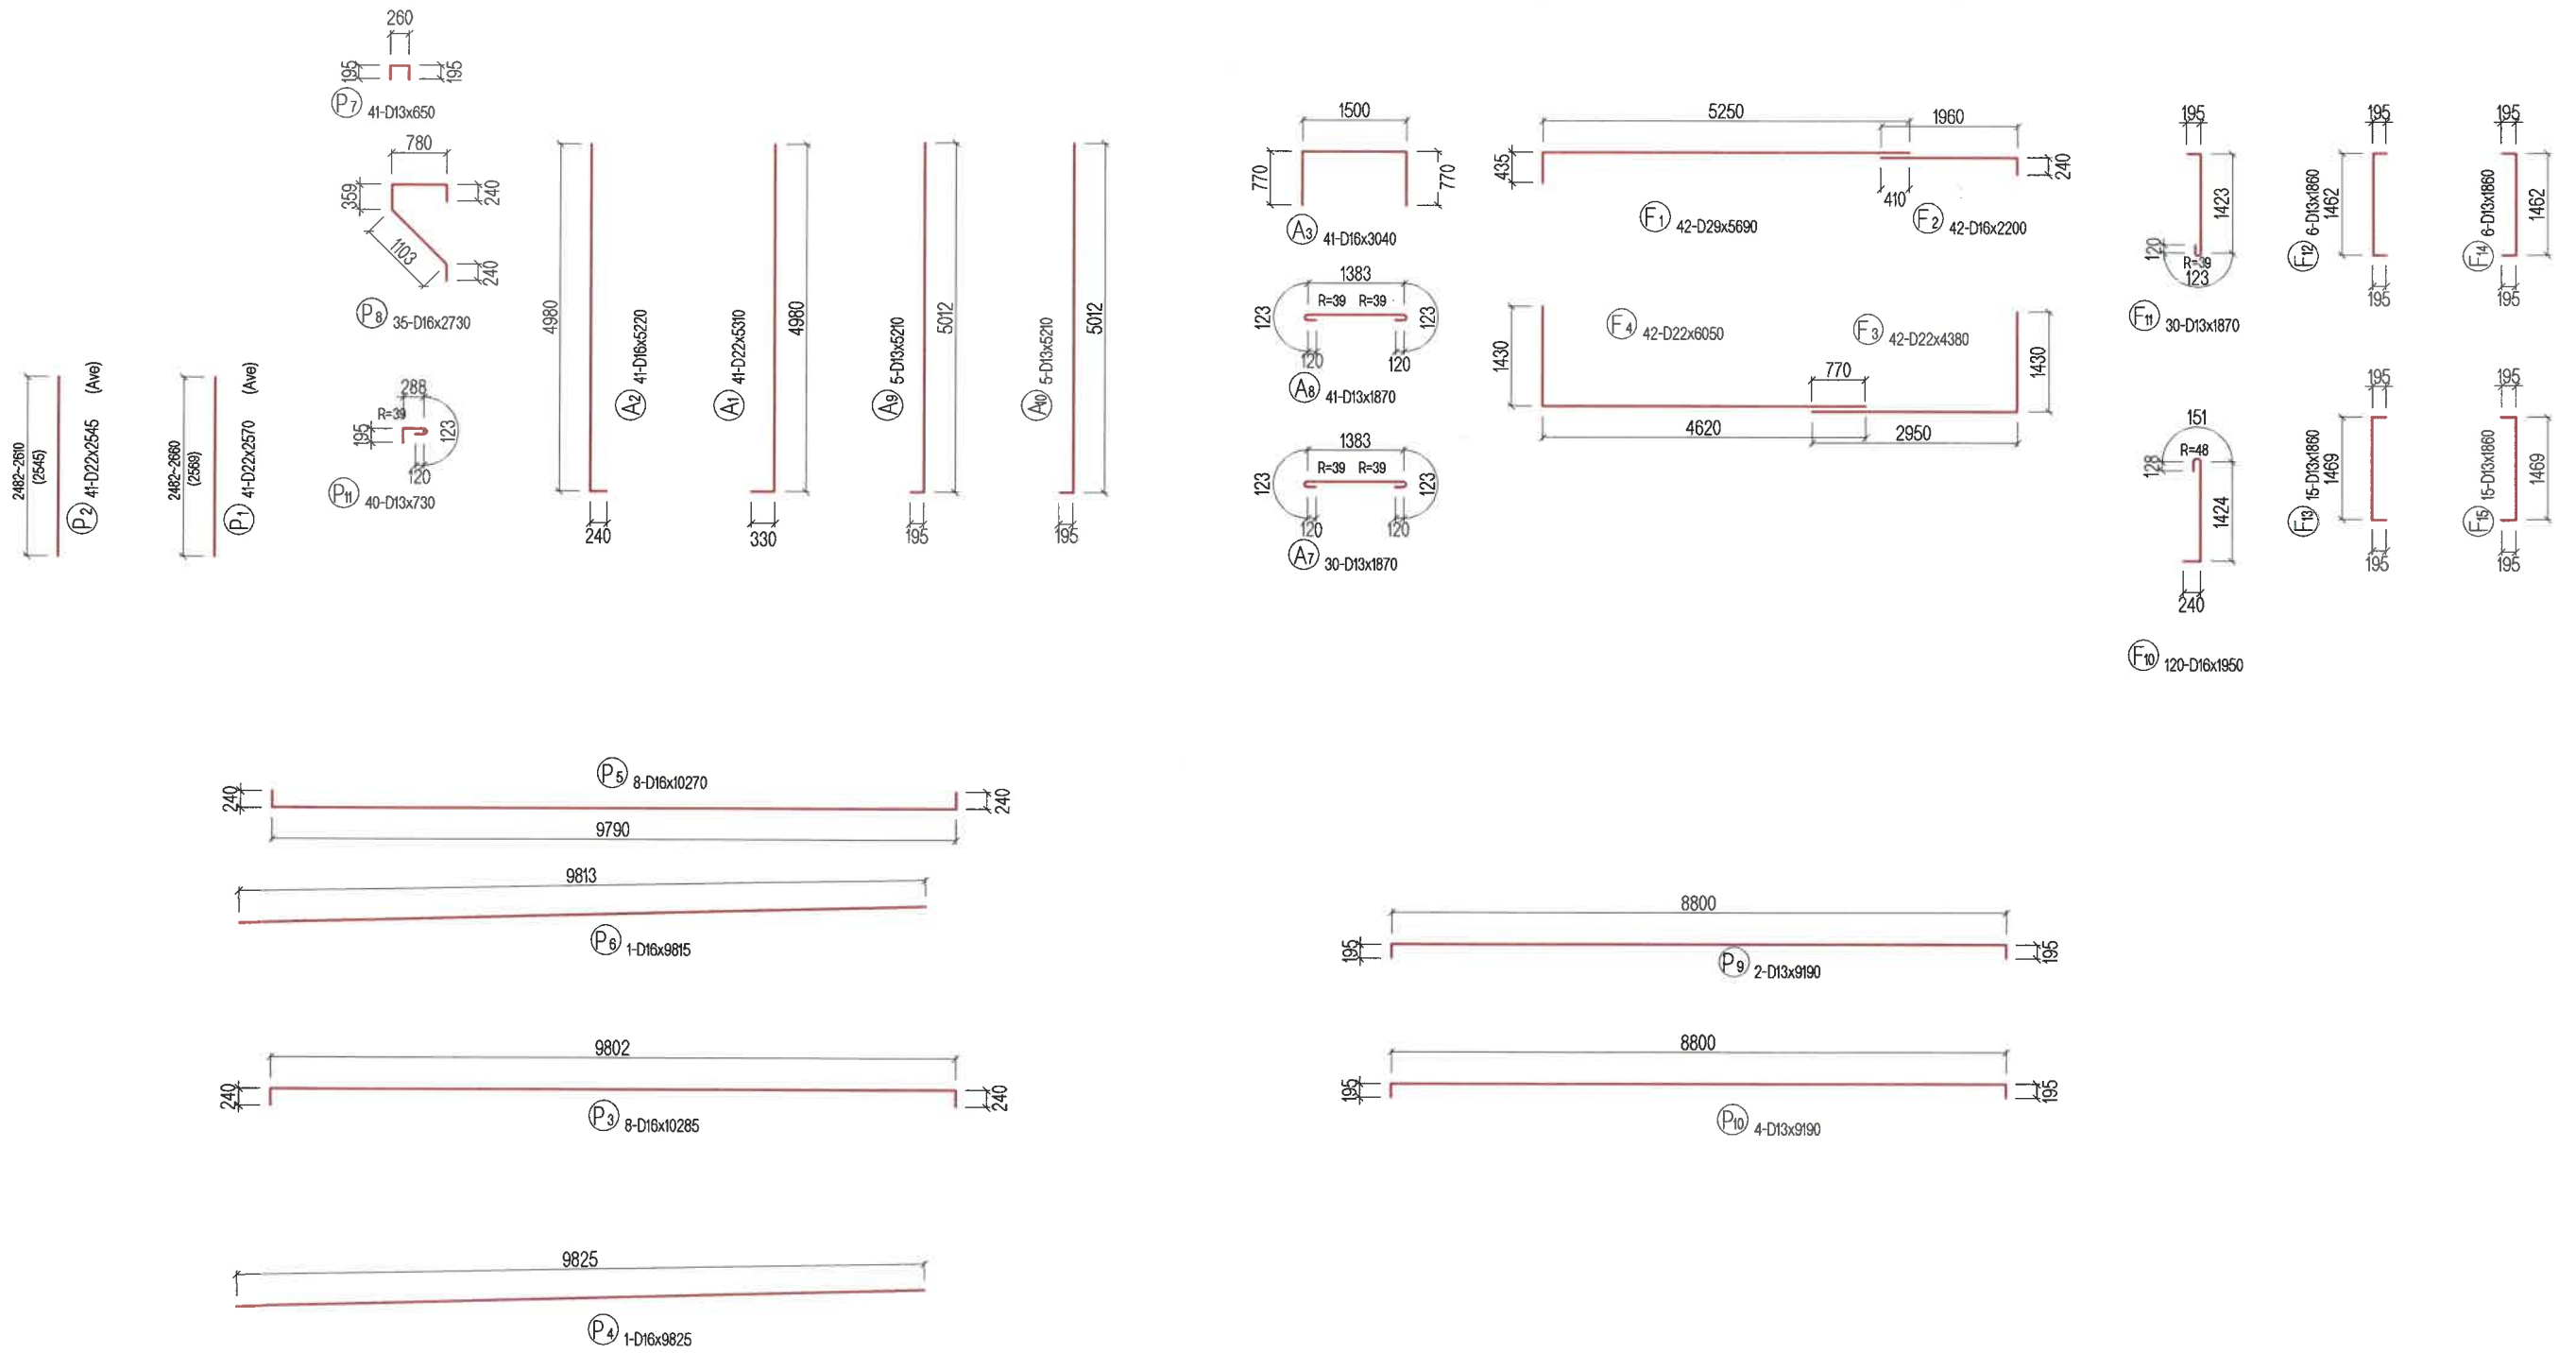 260
195
195
P7 41-D13x650
780
359
240
1103
240
P8 35-D16x2730
288
R=39
195
123
120
P11 40-D13x730
2482~2610
(2545)
P2 41-D22x2545 (Ave)
2482~2660
(2569)
P1 41-D22x2570 (Ave)
4980
A2 41-D16x5220
240
A1 41-D22x5310
4980
330
A9 5-D13x5210
5012
195
A10 5-D13x5210
5012
195
1500
770
770
A3 41-D16x3040
1383
R=39 R=39
123
123
120
120
A8 41-D13x1870
1383
R=39 R=39
123
123
120
120
A7 30-D13x1870
5250
1960
435
240
410
F1 42-D29x5690
F2 42-D16x2200
F4 42-D22x6050
F3 42-D22x4380
1430
770
1430
4620
2950
195
1423
120
R=39
123
F11 30-D13x1870
151
R=48
128
1424
240
F10 120-D16x1950
195
F12 6-D13x1860
1462
195
195
F14 6-D13x1860
1462
195
195
F13 15-D13x1860
1469
195
195
F15 15-D13x1860
1469
195
P5 8-D16x10270
240
240
9790
9813
P6 1-D16x9815
9802
240
240
P3 8-D16x10285
9825
P4 1-D16x9825
8800
195
195
P9 2-D13x9190
8800
195
195
P10 4-D13x9190